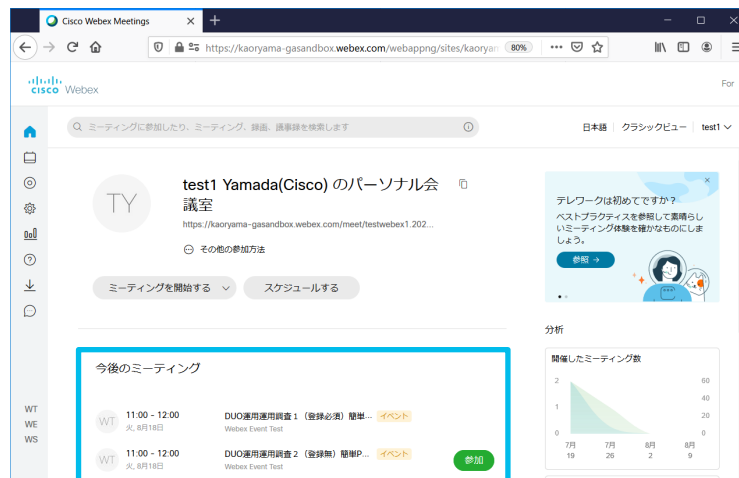 Cisco Webex Meetings
https://kaoryama-gasandbox.webex.com/webappng/sites/kaoryam
80%
cisco Webex
For
ミーティングに参加したり、ミーティング、録画、議事録を検索します
日本語
クラシックビュー
test1
TY
test1 Yamada(Cisco) のパーソナル会
議室
https://kaoryama-gasandbox.webex.com/meet/testwebex1.202...
その他の参加方法
ミーティングを開始する
スケジュールする
テレワークは初めてですか？
ベストプラクティスを参照して素晴らし
いミーティング体験を確かなものにしま
しょう。
参照 →
分析
今後のミーティング
WT 11:00 - 12:00 DUO運用運用調査1（登録必須）簡単… イベント
火, 8月18日 Webex Event Test
WT 11:00 - 12:00 DUO運用運用調査2（登録無）簡単P… イベント 参加
火, 8月18日 Webex Event Test
WT
WE
WS
開催したミーティング数
2 60
40
1
20
0 0
7月 7月 8月 8月
19 26 2 9